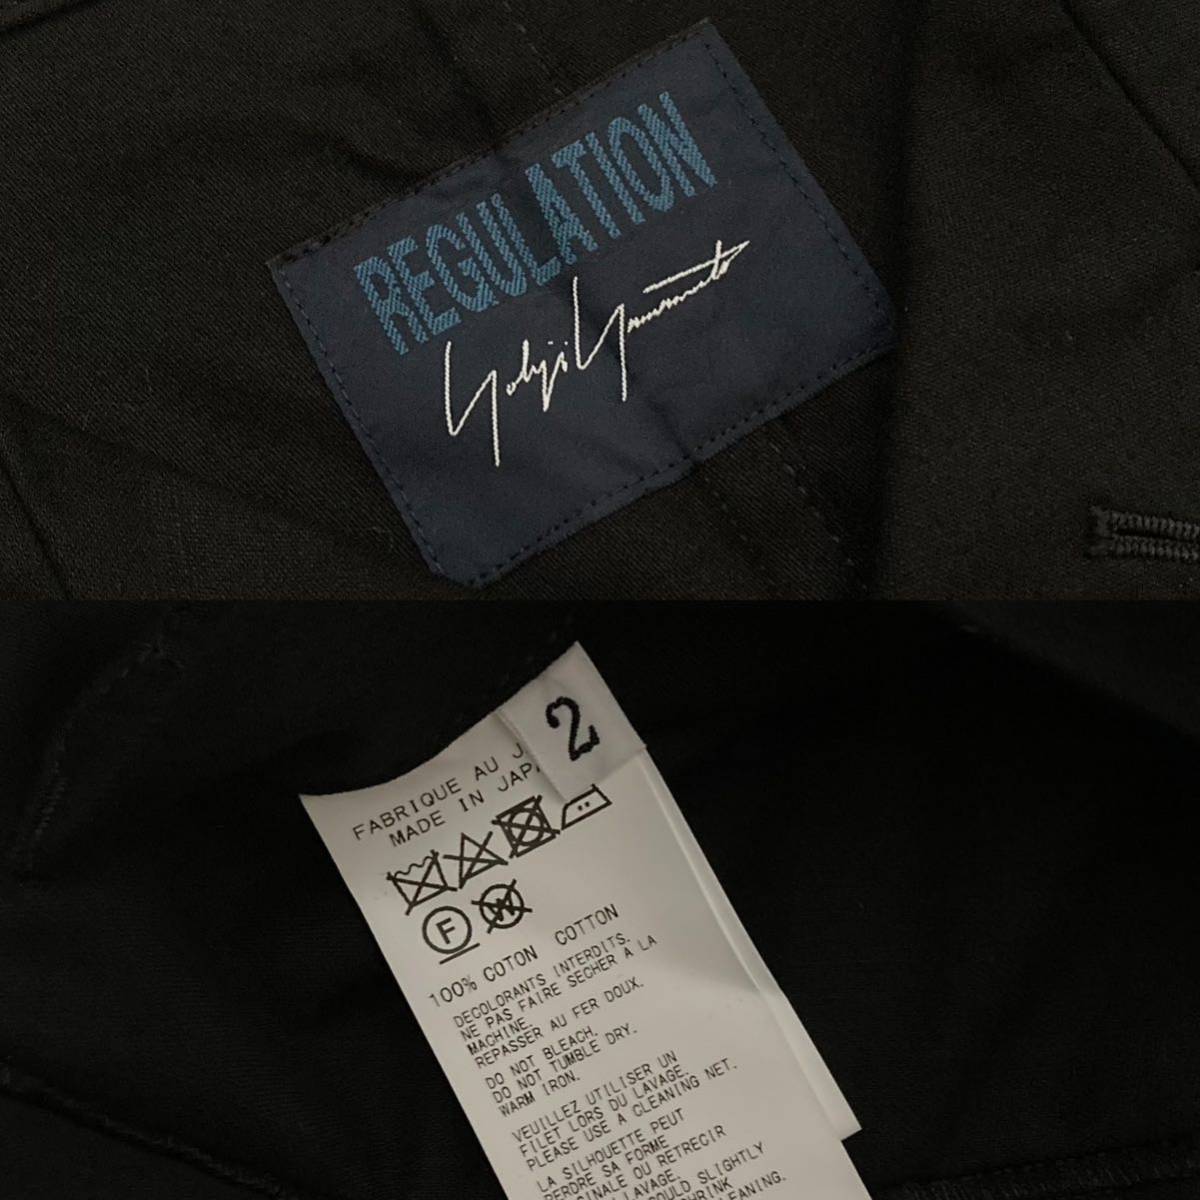 REGULATION
Yohji Yamamoto
2
FABRIQUE AU J
MADE IN JAPA
F
W
100% COTON COTTON
DECOLORANTS INTERDITS.
NE PAS FAIRE SECHER A LA
MACHINE.
REPASSER AU FER DOUX.
DO NOT BLEACH.
DO NOT TUMBLE DRY.
WARM IRON.
VEUILLEZ UTILISER UN
FILET LORS DU LAVAGE.
PLEASE USE A CLEANING NET.
LA SILHOUETTE PEUT
PERDRE SA FORME
ORIGINALE OU RETRECIR
LAVAGE.
COULD SLIGHTLY
SHRINK
CLEANING.